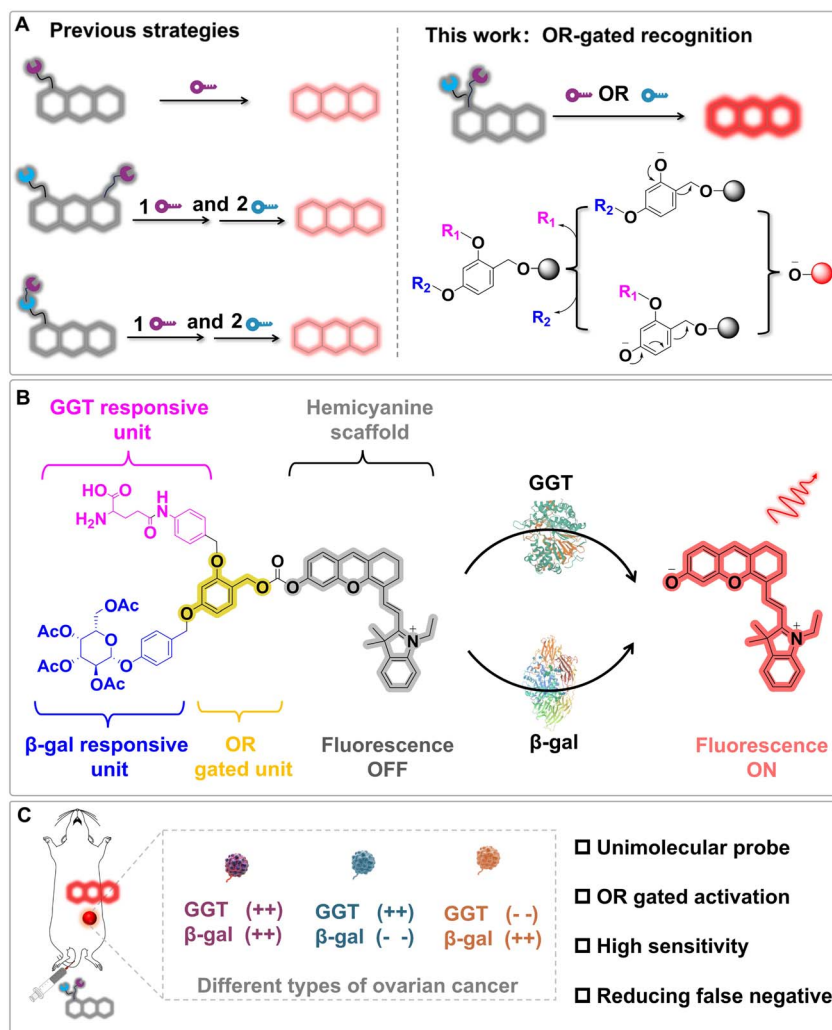 A
Previous strategies
This work: OR-gated recognition
OR
1 and 2
1 and 2
R1
O
R2
O
O
R1
R2
O
R2
O
O
R1
O
O
O
O
B
GGT responsive
unit
Hemicyanine
scaffold
HO
O
H2N
O
H
N
O
O
O
O
O
O
OAc
AcO
O
AcO
O
OAc
N
+
β-gal responsive
unit
OR
gated unit
Fluorescence
OFF
GGT
β-gal
O
O
N
+
Fluorescence
ON
C
GGT (++)
β-gal (++)
GGT (++)
β-gal (- -)
GGT (- -)
β-gal (++)
Different types of ovarian cancer
Unimolecular probe
OR gated activation
High sensitivity
Reducing false negative